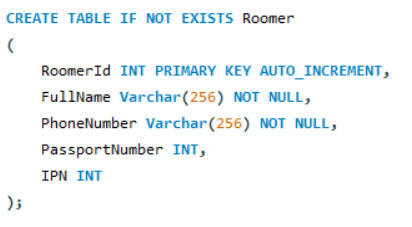 CREATE TABLE IF NOT EXISTS Roomer
(
    RoomerId INT PRIMARY KEY AUTO_INCREMENT,
    FullName Varchar(256) NOT NULL,
    PhoneNumber Varchar(256) NOT NULL,
    PassportNumber INT,
    IPN INT
);